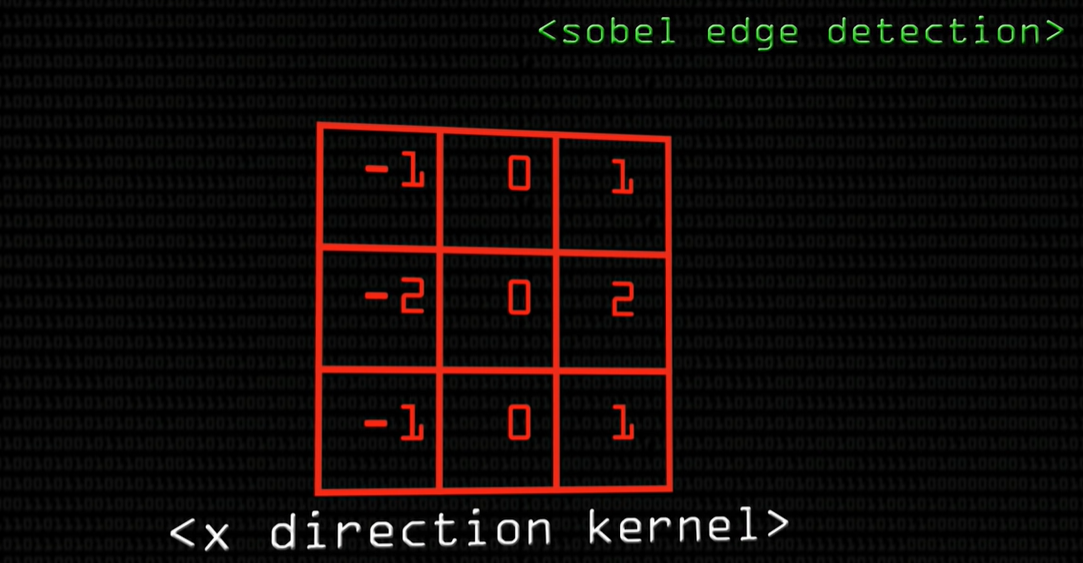 <sobel edge detection>
-1 0 1
-2 0 2
-1 0 1
<x direction kernel>